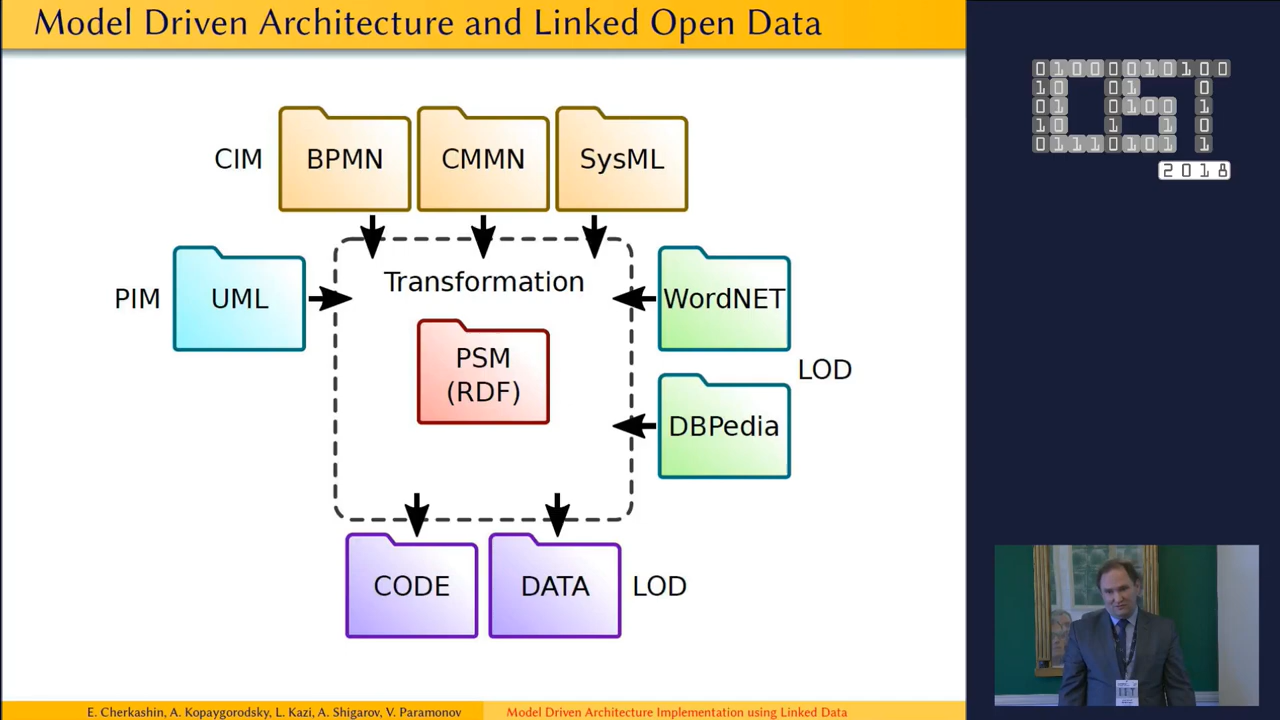 Model Driven Architecture and Linked Open Data
CIM
BPMN
CMMN
SysML
Transformation
PIM
UML
WordNET
PSM
(RDF)
LOD
DBPedia
CODE
DATA
LOD
E. Cherkashin, A. Kopaygorodsky, L. Kazi, A. Shigarov, V. Paramonov
Model Driven Architecture Implementation using Linked Data
2018
IIT